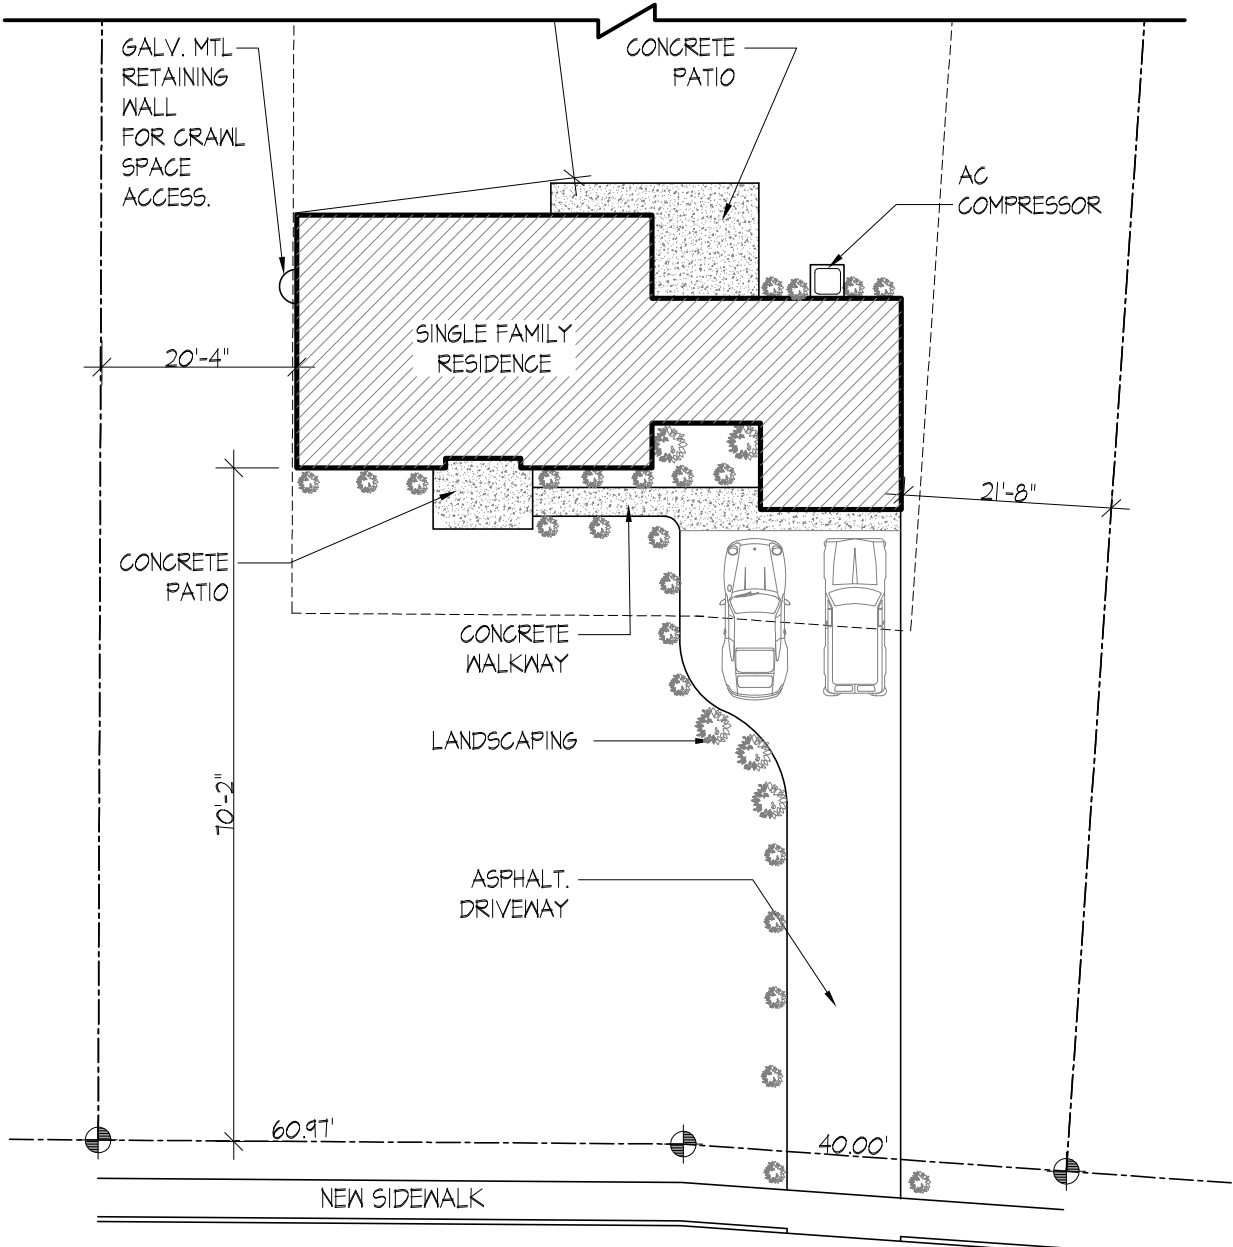 GALV. MTL
RETAINING
WALL
FOR CRAWL
SPACE
ACCESS.
CONCRETE
PATIO
AC
COMPRESSOR
SINGLE FAMILY
RESIDENCE
20'-4"
21'-8"
CONCRETE
PATIO
CONCRETE
WALKWAY
LANDSCAPING
70'-2"
ASPHALT.
DRIVEWAY
60.97'
40.00'
NEW SIDEWALK